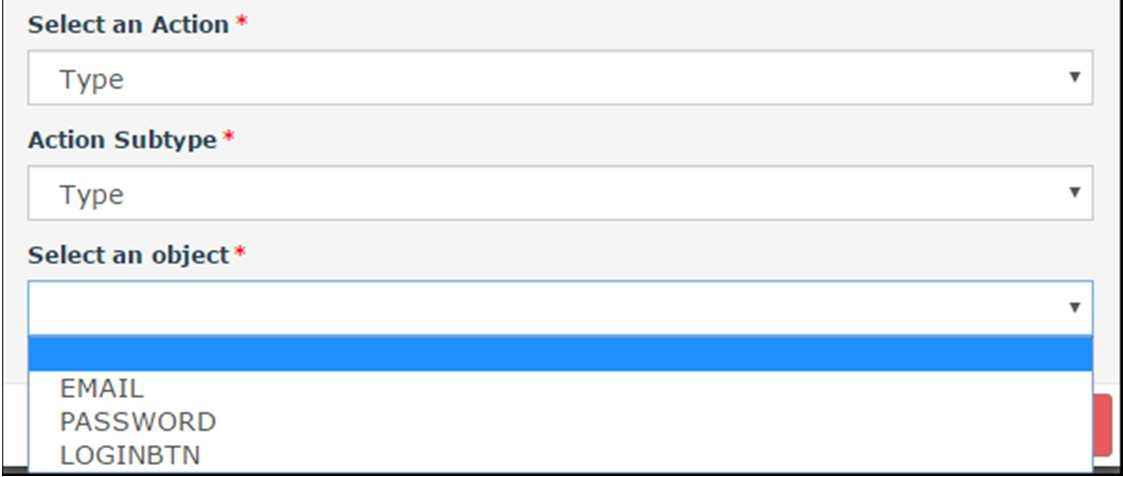 Select an Action *
Type
Action Subtype *
Type
Select an object *
EMAIL
PASSWORD
LOGINBTN